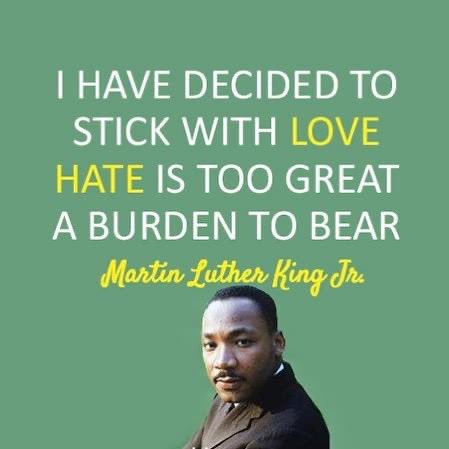 I HAVE DECIDED TO
STICK WITH LOVE
HATE IS TOO GREAT
A BURDEN TO BEAR
Martin Luther King Jr.